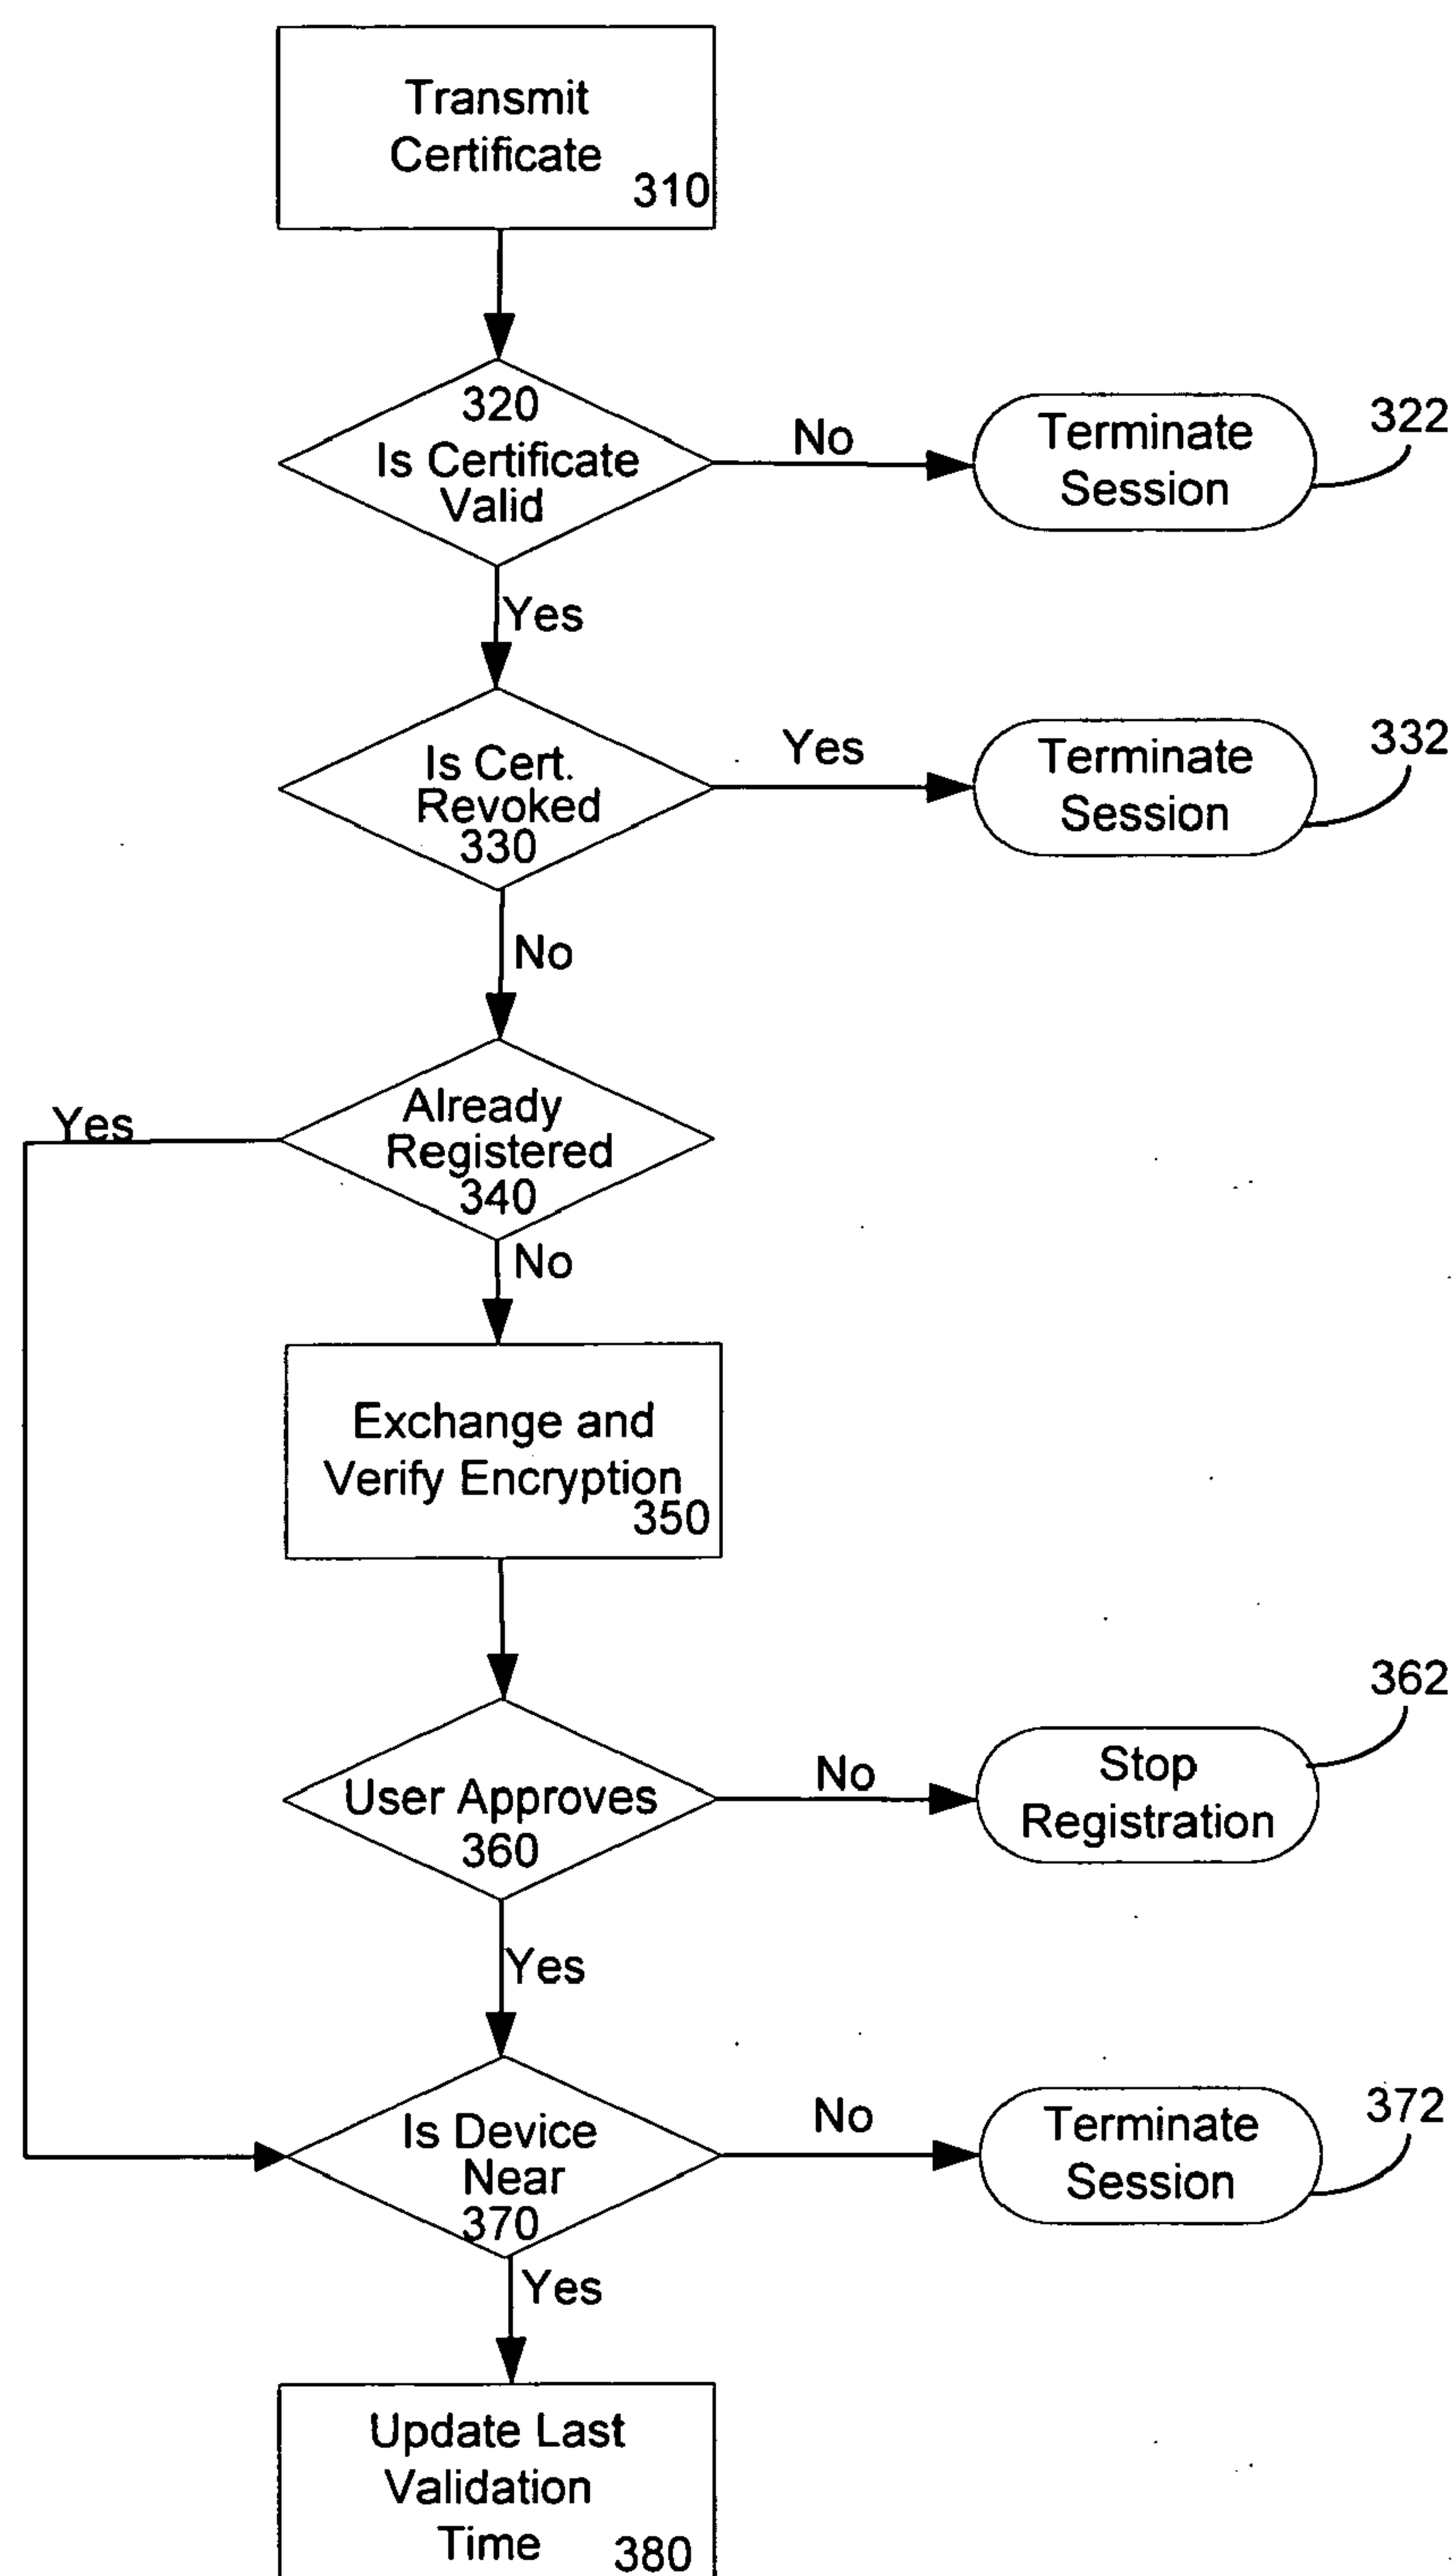 Transmit
Certificate
310
320
Is Certificate
Valid
No
Terminate
Session
322
Yes
Is Cert.
Revoked
330
Yes
Terminate
Session
332
No
Already
Registered
340
Yes
No
Exchange and
Verify Encryption
350
User Approves
360
No
Stop
Registration
362
Yes
Is Device
Near
370
No
Terminate
Session
372
Yes
Update Last
Validation
Time
380